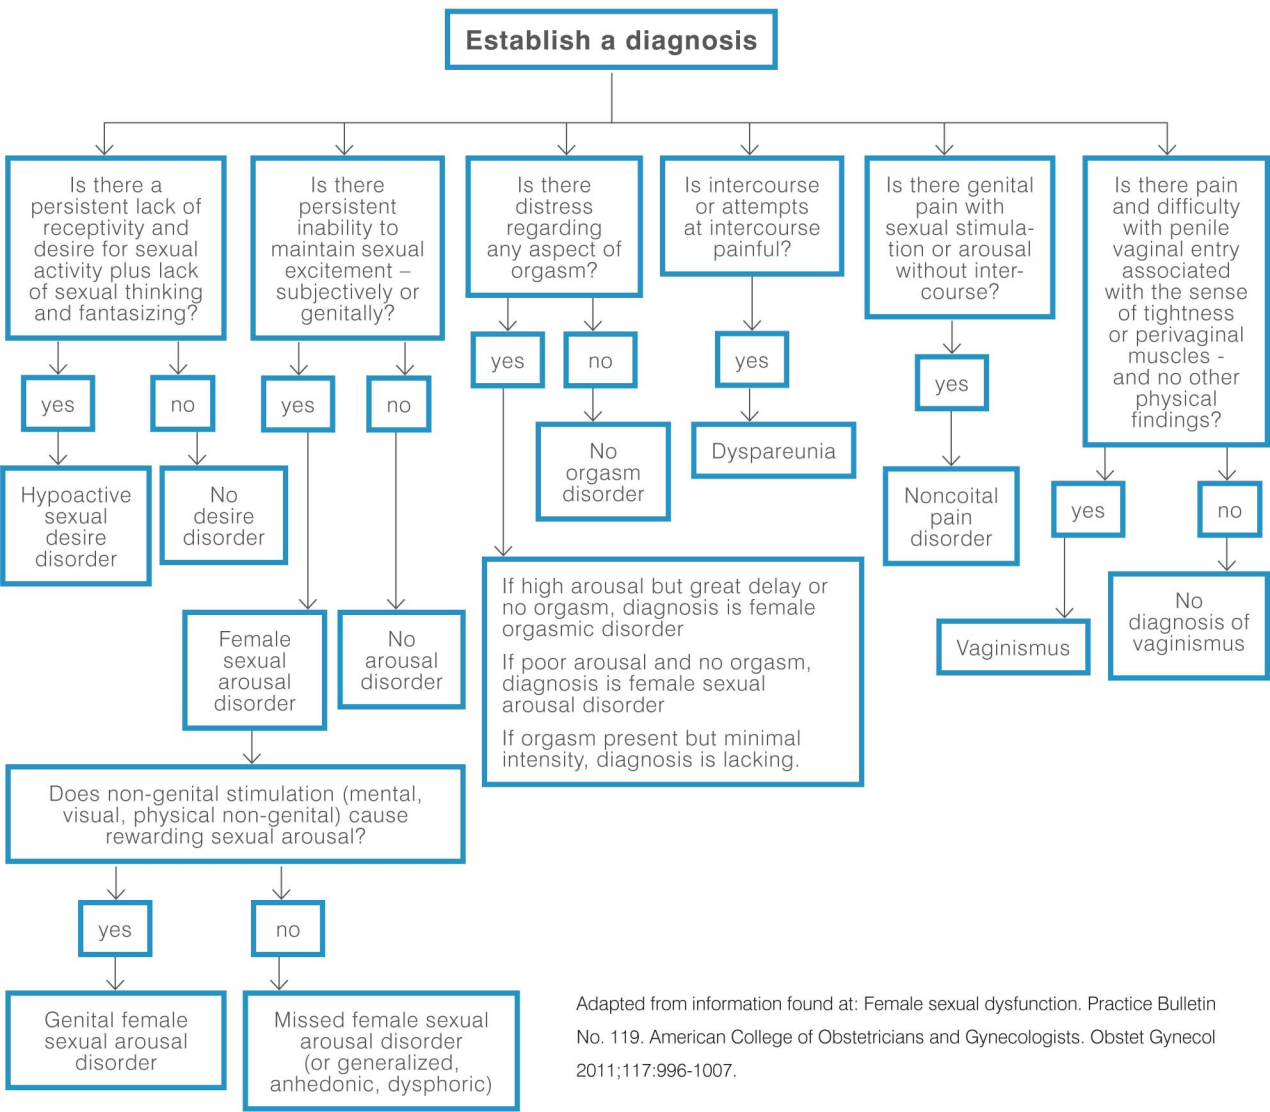 Establish a diagnosis
Is there a
persistent lack of
receptivity and
desire for sexual
activity plus lack
of sexual thinking
and fantasizing?
yes
no
Hypoactive
sexual
desire
disorder
No
desire
disorder
Is there
persistent
inability to
maintain sexual
excitement –
subjectively or
genitally?
yes
no
Female
sexual
arousal
disorder
No
arousal
disorder
Does non-genital stimulation (mental,
visual, physical non-genital) cause
rewarding sexual arousal?
yes
no
Genital female
sexual arousal
disorder
Missed female sexual
arousal disorder
(or generalized,
anhedonic, dysphoric)
Is there
distress
regarding
any aspect of
orgasm?
yes
no
No
orgasm
disorder
If high arousal but great delay or
no orgasm, diagnosis is female
orgasmic disorder
If poor arousal and no orgasm,
diagnosis is female sexual
arousal disorder
If orgasm present but minimal
intensity, diagnosis is lacking.
Is intercourse
or attempts
at intercourse
painful?
yes
Dyspareunia
Is there genital
pain with
sexual stimula-
tion or arousal
without inter-
course?
yes
Noncoital
pain
disorder
Is there pain
and difficulty
with penile
vaginal entry
associated
with the sense
of tightness
or perivaginal
muscles -
and no other
physical
findings?
yes
no
Vaginismus
No
diagnosis of
vaginismus
Adapted from information found at: Female sexual dysfunction. Practice Bulletin
No. 119. American College of Obstetricians and Gynecologists. Obstet Gynecol
2011;117:996-1007.